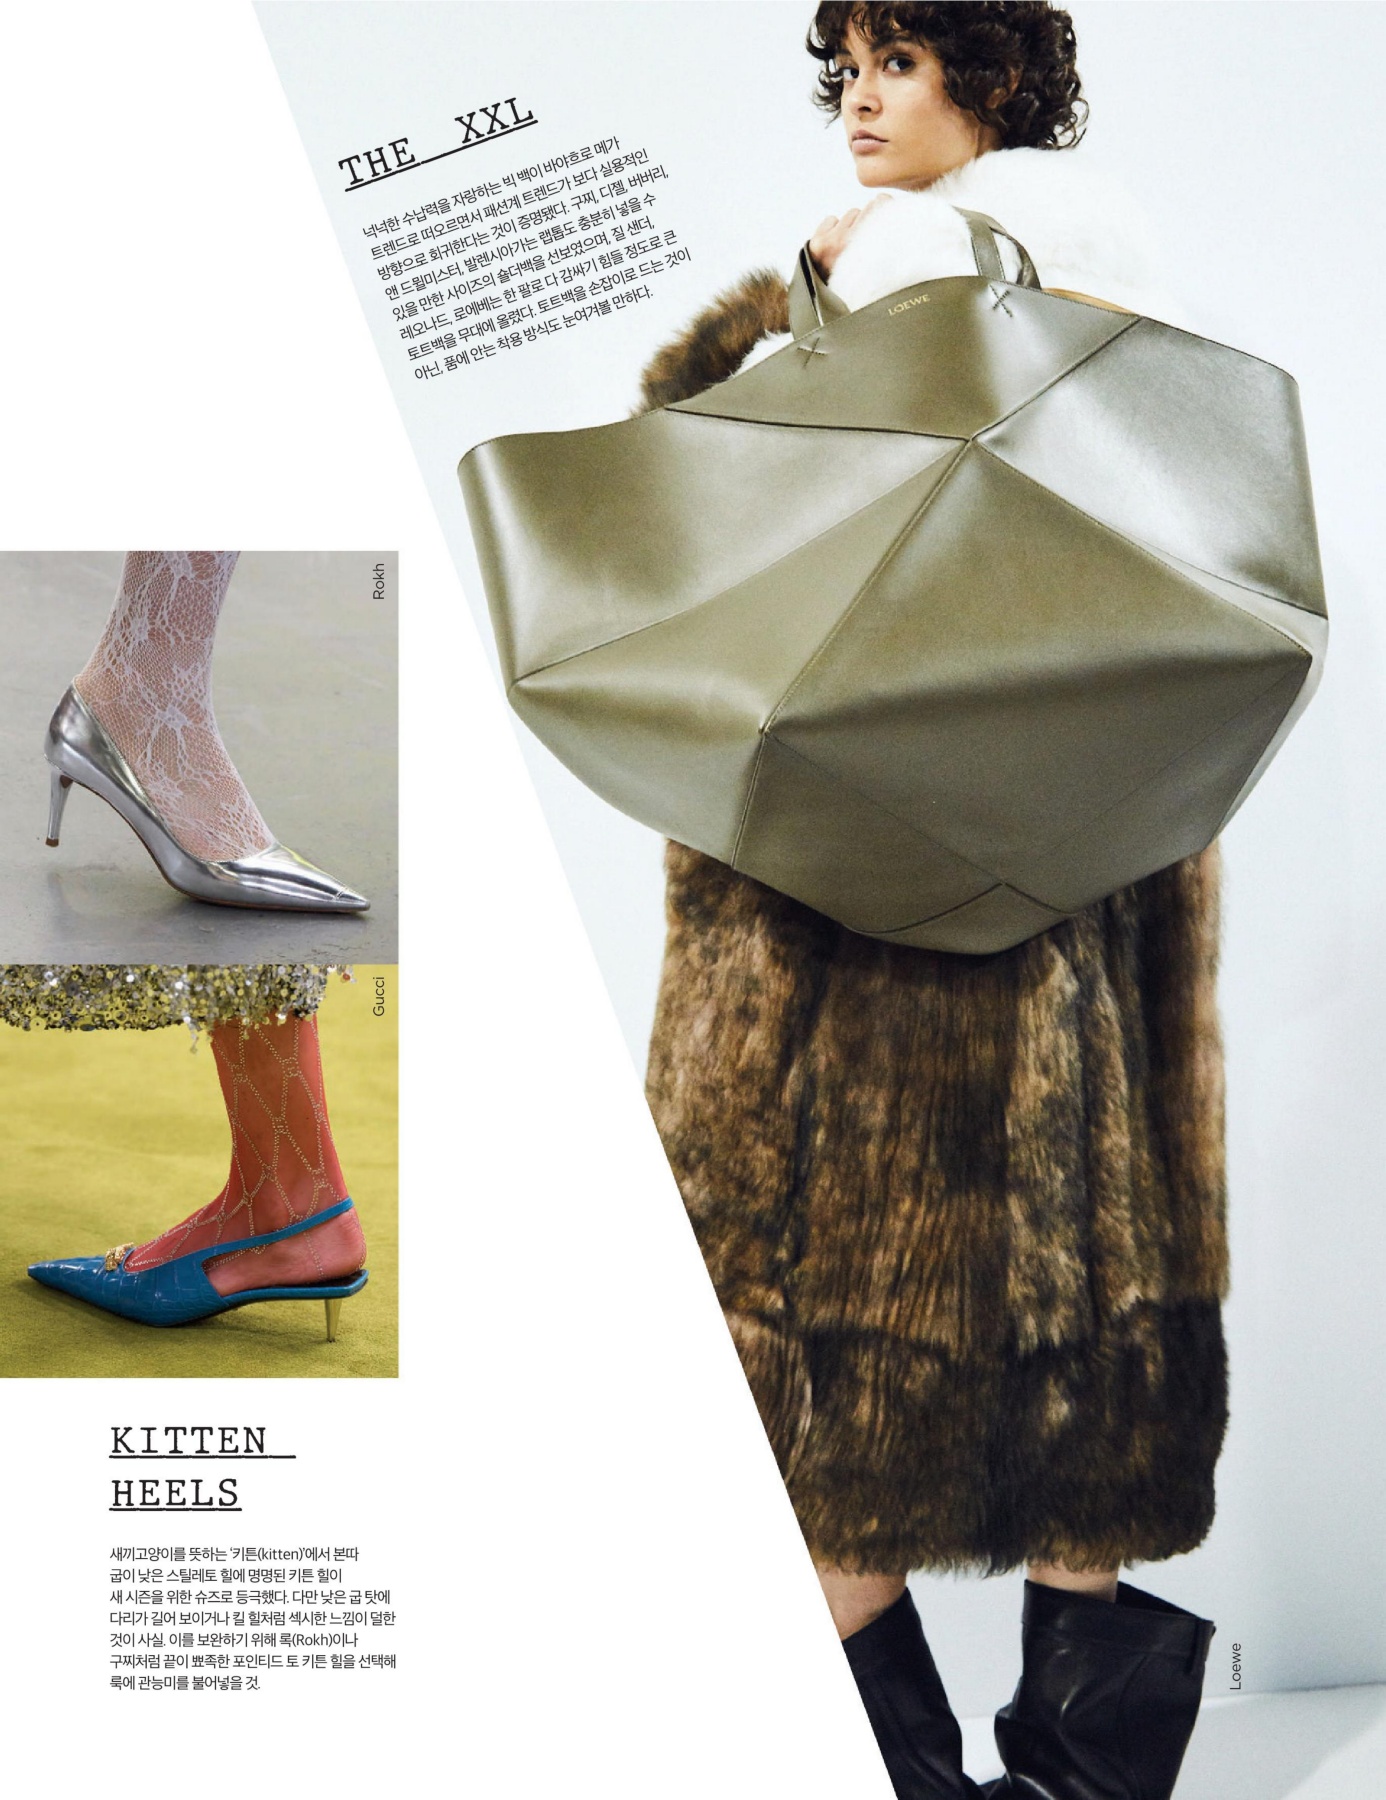 THE XXL
넉넉한 수납력을 자랑하는 빅 백이 바야흐로 메가
트렌드로 떠오르면서 패션계 트렌드가 보다 실용적인
방향으로 회귀한다는 것이 증명됐다. 구찌, 디젤, 버버리,
앤 드뮐미스터, 발렌시아가는 랩톱도 충분히 넣을 수
있을 만한 사이즈의 숄더백을 선보였으며, 질 샌더,
레오나드, 로에베는 한 팔로 다 감싸기 힘들 정도로 큰
토트백을 무대에 올렸다. 토트백을 손잡이로 드는 것이
아닌, 품에 안는 착용 방식도 눈여겨볼 만하다.
LOEWE
Rokh
Gucci
KITTEN
HEELS
새끼고양이를 뜻하는 ‘키튼(kitten)’에서 본따
굽이 낮은 스틸레토 힐에 명명된 키튼 힐이
새 시즌을 위한 슈즈로 등극했다. 다만 낮은 굽 탓에
다리가 길어 보이거나 킬 힐처럼 섹시한 느낌이 덜한
것이 사실. 이를 보완하기 위해 록(Rokh)이나
구찌처럼 끝이 뾰족한 포인티드 토 키튼 힐을 선택해
룩에 관능미를 불어넣을 것.
Loewe